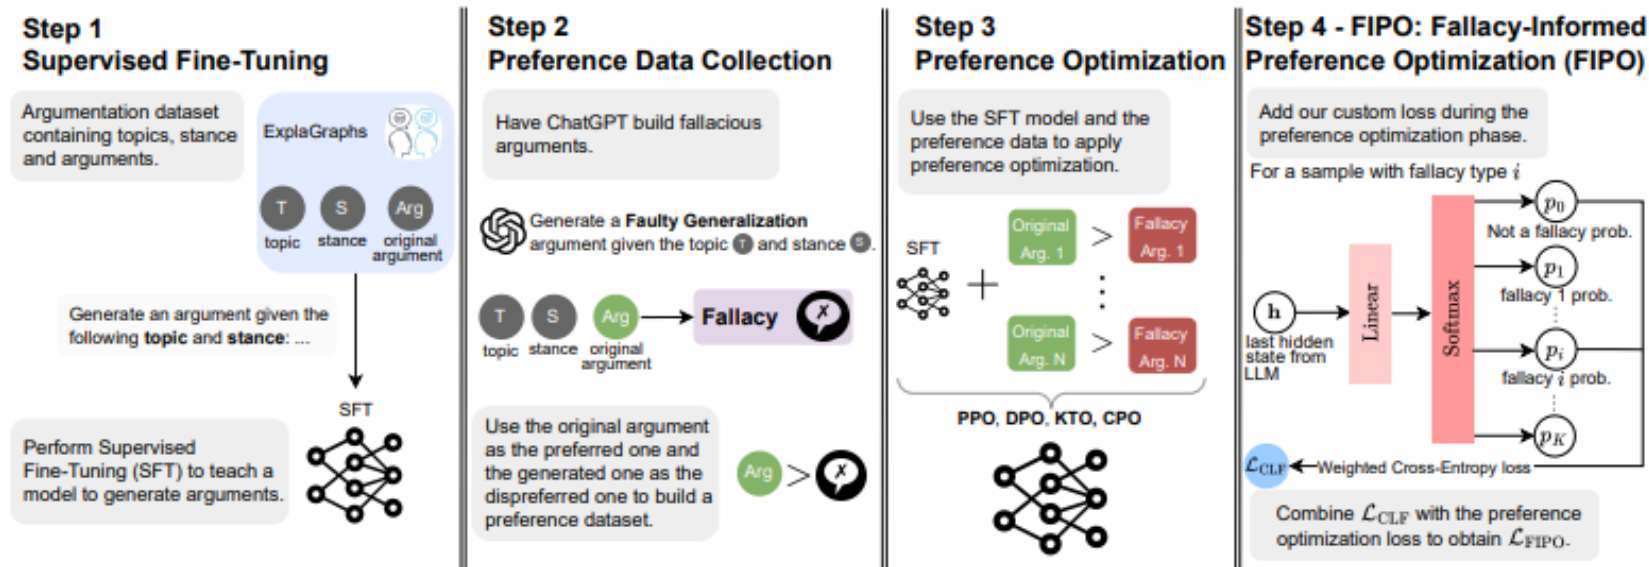 Step 1
Supervised Fine-Tuning
Argumentation dataset
containing topics, stance
and arguments.
ExplaGraphs
T
S
Arg
topic
stance
original
argument
Generate an argument given the
following topic and stance: ...
SFT
Perform Supervised
Fine-Tuning (SFT) to teach a
model to generate arguments.
Step 2
Preference Data Collection
Have ChatGPT build fallacious
arguments.
Generate a Faulty Generalization
argument given the topic T and stance S.
T
S
Arg
Fallacy
✗
topic
stance
original
argument
Use the original argument
as the preferred one and
the generated one as the
dispreferred one to build a
preference dataset.
Arg > ✗
Step 3
Preference Optimization
Use the SFT model and the
preference data to apply
preference optimization.
SFT
+
Original
Arg. 1
>
Fallacy
Arg. 1
⋮
Original
Arg. N
>
Fallacy
Arg. N
PPO, DPO, KTO, CPO
Step 4 - FIPO: Fallacy-Informed
Preference Optimization (FIPO)
Add our custom loss during the
preference optimization phase.
For a sample with fallacy type i
h
last hidden
state from
LLM
Linear
Softmax
p₀
Not a fallacy prob.
p₁
fallacy 1 prob.
pᵢ
fallacy i prob.
p_K
ℒ_CLF
Weighted Cross-Entropy loss
Combine ℒ_CLF with the preference
optimization loss to obtain ℒ_FIPO.